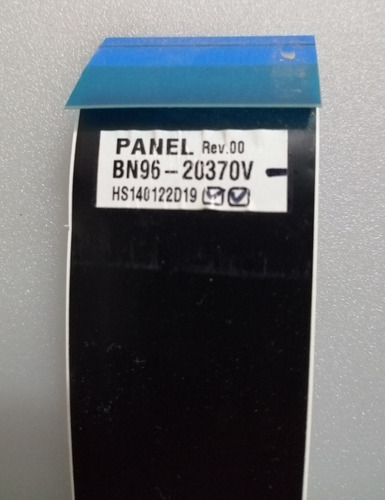 PANEL Rev.00
BN96-20370V
HS140122D19